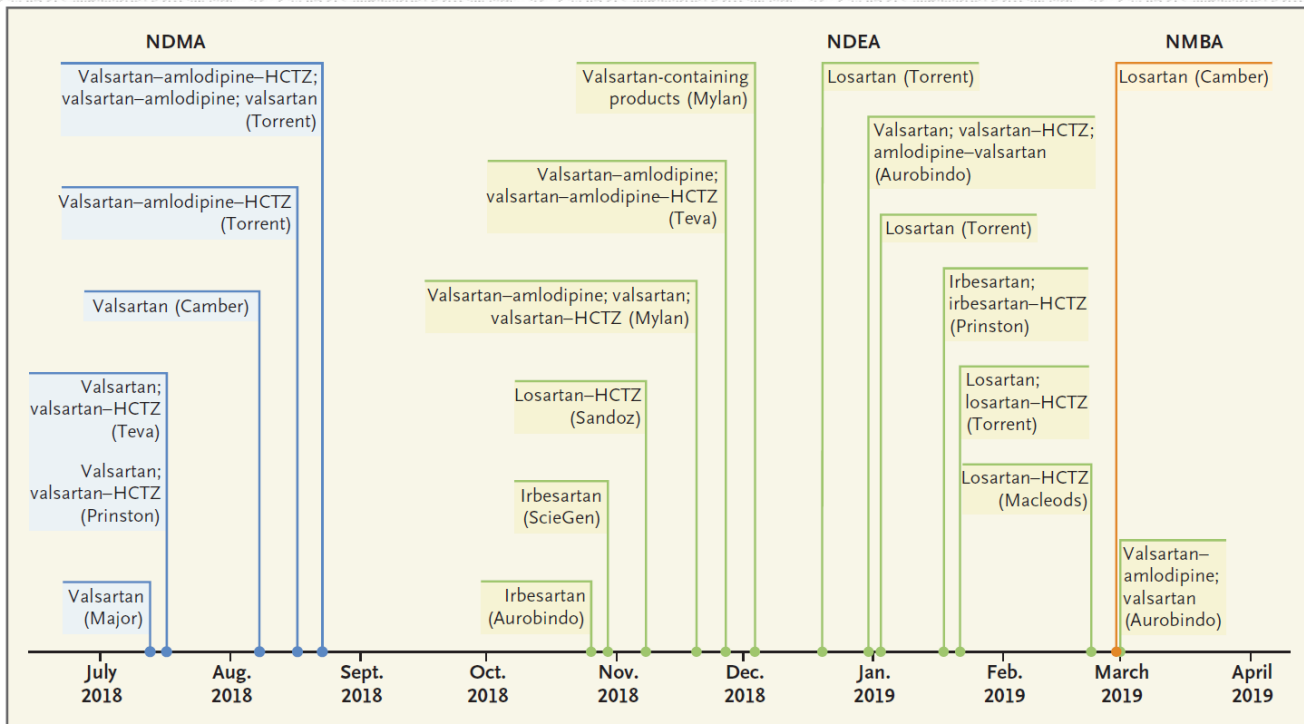 NDMA
NDEA
NMBA
Valsartan–amlodipine–HCTZ;
valsartan–amlodipine; valsartan
(Torrent)
Valsartan–amlodipine–HCTZ
(Torrent)
Valsartan (Camber)
Valsartan;
valsartan–HCTZ
(Teva)
Valsartan;
valsartan–HCTZ
(Prinston)
Valsartan
(Major)
Valsartan-containing
products (Mylan)
Valsartan–amlodipine;
valsartan–amlodipine–HCTZ
(Teva)
Valsartan–amlodipine; valsartan;
valsartan–HCTZ (Mylan)
Losartan–HCTZ
(Sandoz)
Irbesartan
(ScieGen)
Irbesartan
(Aurobindo)
Losartan (Torrent)
Valsartan; valsartan–HCTZ;
amlodipine–valsartan
(Aurobindo)
Losartan (Torrent)
Irbesartan;
irbesartan–HCTZ
(Prinston)
Losartan;
losartan–HCTZ
(Torrent)
Losartan–HCTZ
(Macleods)
Losartan (Camber)
Valsartan–
amlodipine;
valsartan
(Aurobindo)
July
2018
Aug.
2018
Sept.
2018
Oct.
2018
Nov.
2018
Dec.
2018
Jan.
2019
Feb.
2019
March
2019
April
2019